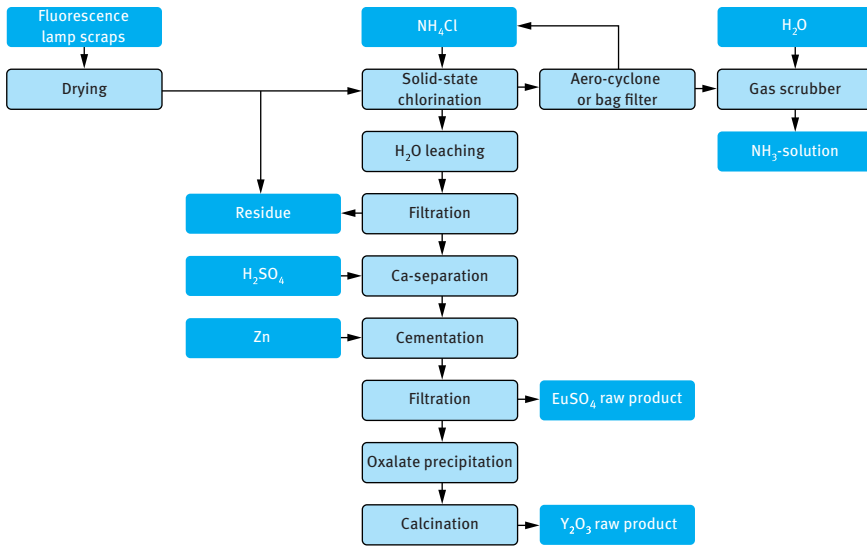 Fluorescence
lamp scraps
NH₄Cl
H₂O
Drying
Solid-state
chlorination
Aero-cyclone
or bag filter
Gas scrubber
H₂O leaching
NH₃-solution
Residue
Filtration
H₂SO₄
Ca-separation
Zn
Cementation
Filtration
EuSO₄ raw product
Oxalate precipitation
Calcination
Y₂O₃ raw product